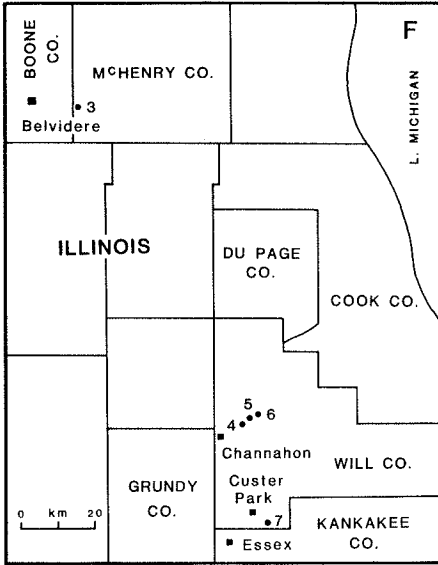 F
BOONE
CO.
McHENRY CO.
L. MICHIGAN
3
Belvidere
ILLINOIS
DU PAGE
CO.
COOK CO.
5
4
6
Channahon
WILL CO.
Custer
Park
GRUNDY
CO.
7
KANKAKEE
CO.
Essex
0 km 20